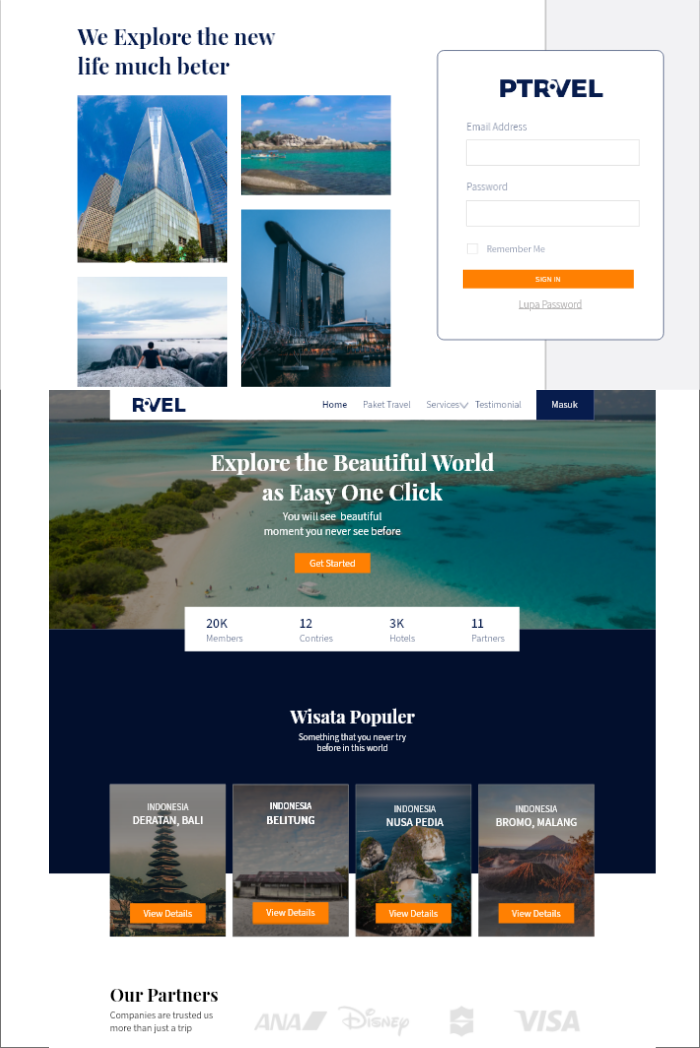 We Explore the new
life much beter
PTRVEL
Email Address
Password
Remember Me
SIGN IN
Lupa Password
RVEL
Home
Paket Travel
Services
Testimonial
Masuk
Explore the Beautiful World
as Easy One Click
You will see beautiful
moment you never see before
Get Started
20K
Members
12
Contries
3K
Hotels
11
Partners
Wisata Populer
Something that you never try
before in this world
INDONESIA
DERATAN, BALI
View Details
INDONESIA
BELITUNG
View Details
INDONESIA
NUSA PEDIA
View Details
INDONESIA
BROMO, MALANG
View Details
Our Partners
Companies are trusted us
more than just a trip
ANA
Disney
VISA